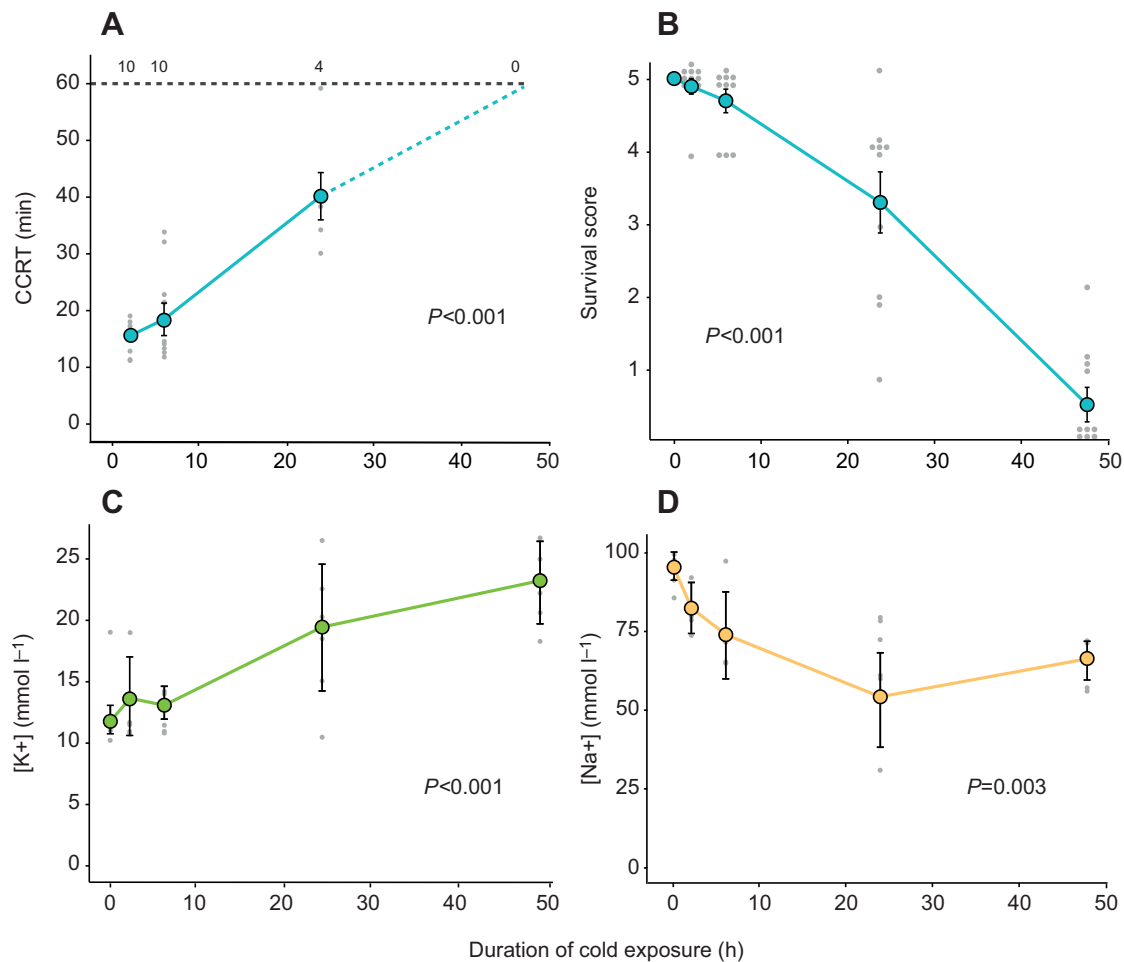 A
10 10 4 0
60
50
40
30
20
10
0
CCRT (min)
P<0.001
0 10 20 30 40 50
B
5
4
3
2
1
Survival score
P<0.001
0 10 20 30 40 50
C
25
20
15
10
5
0
[K+] (mmol l⁻¹)
P<0.001
0 10 20 30 40 50
D
100
75
50
25
0
[Na+] (mmol l⁻¹)
P=0.003
0 10 20 30 40 50
Duration of cold exposure (h)